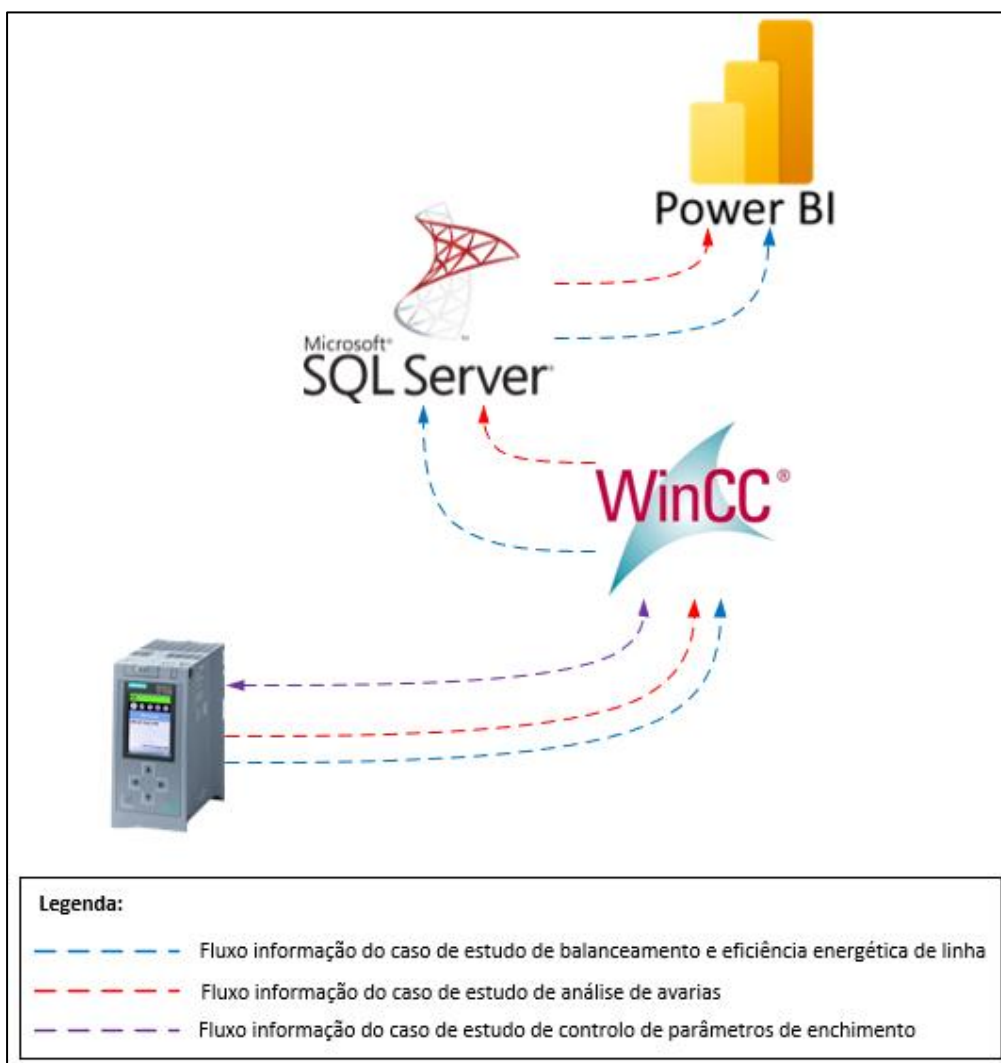 Power BI
Microsoft®
SQL Server
WinCC®
Legenda:
Fluxo informação do caso de estudo de balanceamento e eficiência energética de linha
Fluxo informação do caso de estudo de análise de avarias
Fluxo informação do caso de estudo de controlo de parâmetros de enchimento